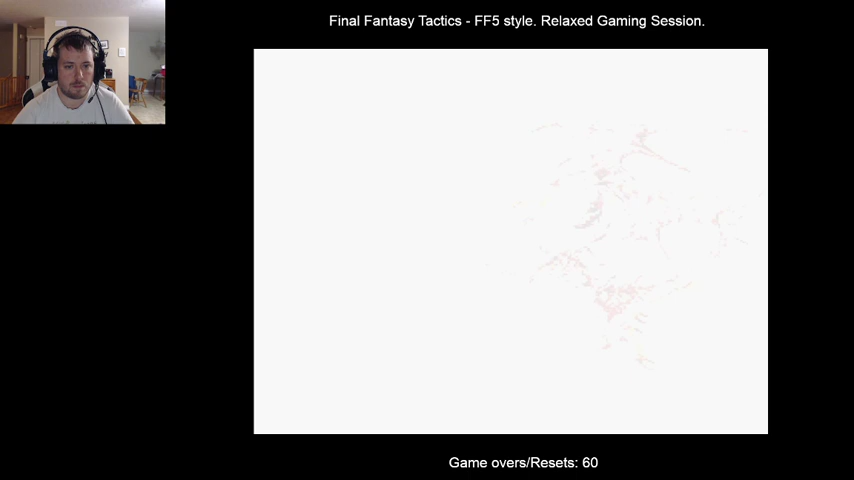 Final Fantasy Tactics - FF5 style. Relaxed Gaming Session.
Game overs/Resets: 60